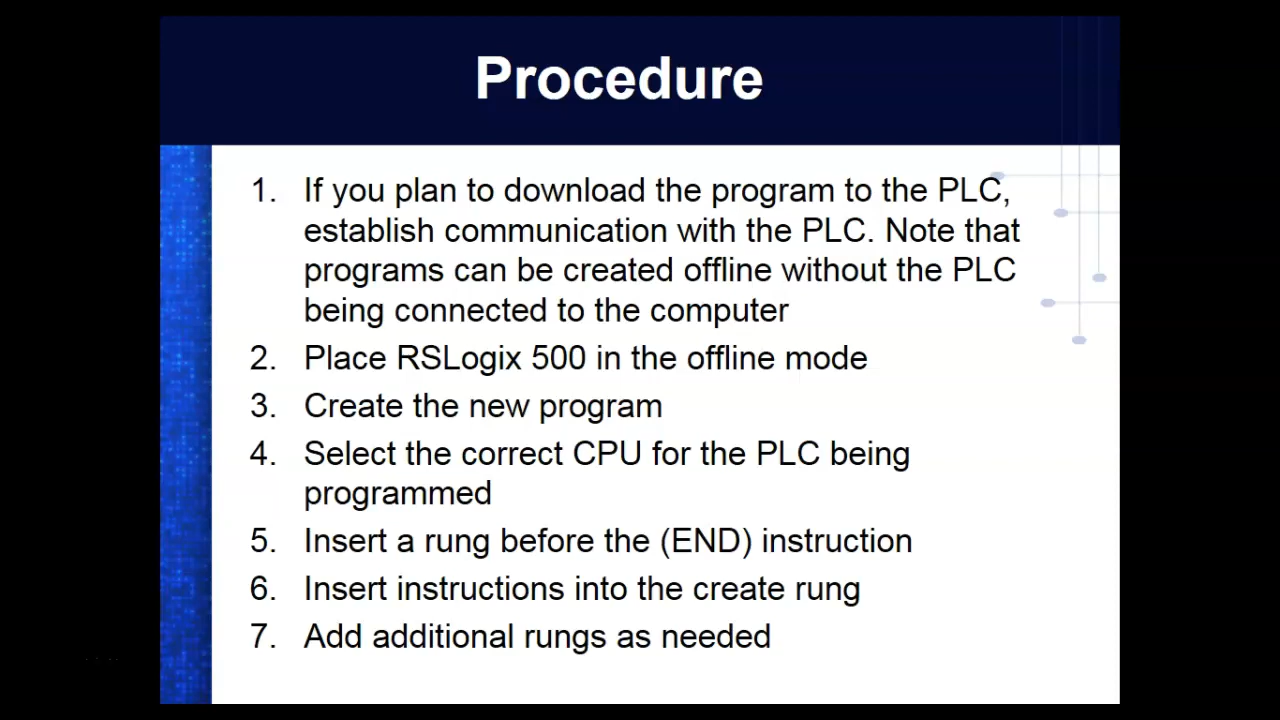 Procedure
1. If you plan to download the program to the PLC,
establish communication with the PLC. Note that
programs can be created offline without the PLC
being connected to the computer
2. Place RSLogix 500 in the offline mode
3. Create the new program
4. Select the correct CPU for the PLC being
programmed
5. Insert a rung before the (END) instruction
6. Insert instructions into the create rung
7. Add additional rungs as needed